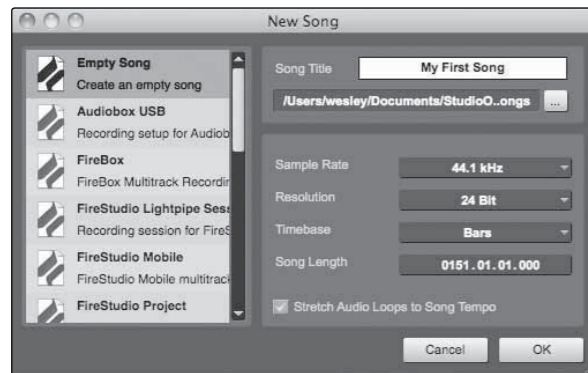 New Song
Empty Song
Create an empty song
Audiobox USB
Recording setup for Audiob
FireBox
FireBox Multitrack Recordin
FireStudio Lightpipe Sess
Recording session for FireS
FireStudio Mobile
FireStudio Mobile multitrack
FireStudio Project
Song Title
My First Song
/Users/wesley/Documents/StudioO..ongs
...
Sample Rate
44.1 kHz
Resolution
24 Bit
Timebase
Bars
Song Length
0151.01.01.000
Stretch Audio Loops to Song Tempo
Cancel
OK